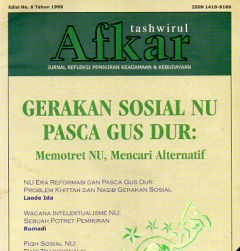 Edisi No. 6 Tahun 1999
ISSN 1410-9166
tashwirul
Afkar
JURNAL REFLEKSI PEMIKIRAN KEAGAMAAN & KEBUDAYAAN
GERAKAN SOSIAL NU
PASCA GUS DUR:
Memotret NU, Mencari Alternatif
NU ERA REFORMASI DAN PASCA GUS DUR:
PROBLEM KHITTAH DAN NASIB GERAKAN SOSIAL
Laode Ida
WACANA INTELEKTUALISME NU:
SEBUAH POTRET PEMIKIRAN
Rumadi
FIQH SOSIAL NU: